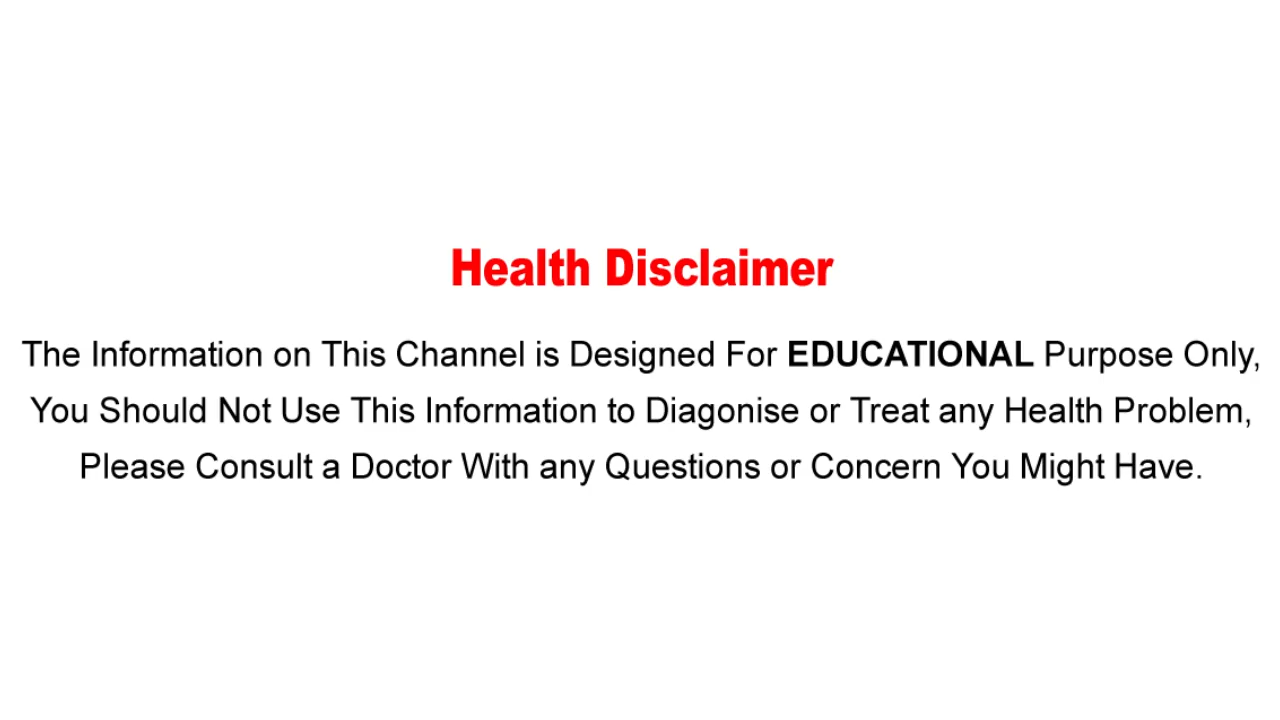 Health Disclaimer
The Information on This Channel is Designed For EDUCATIONAL Purpose Only,
You Should Not Use This Information to Diagonise or Treat any Health Problem,
Please Consult a Doctor With any Questions or Concern You Might Have.